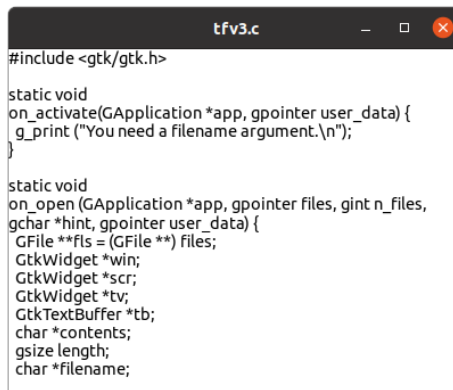 tfv3.c
#include <gtk/gtk.h>

static void
on_activate(GApplication *app, gpointer user_data) {
  g_print ("You need a filename argument.\n");
}

static void
on_open (GApplication *app, gpointer files, gint n_files,
gchar *hint, gpointer user_data) {
  GFile **fls = (GFile **) files;
  GtkWidget *win;
  GtkWidget *scr;
  GtkWidget *tv;
  GtkTextBuffer *tb;
  char *contents;
  gsize length;
  char *filename;